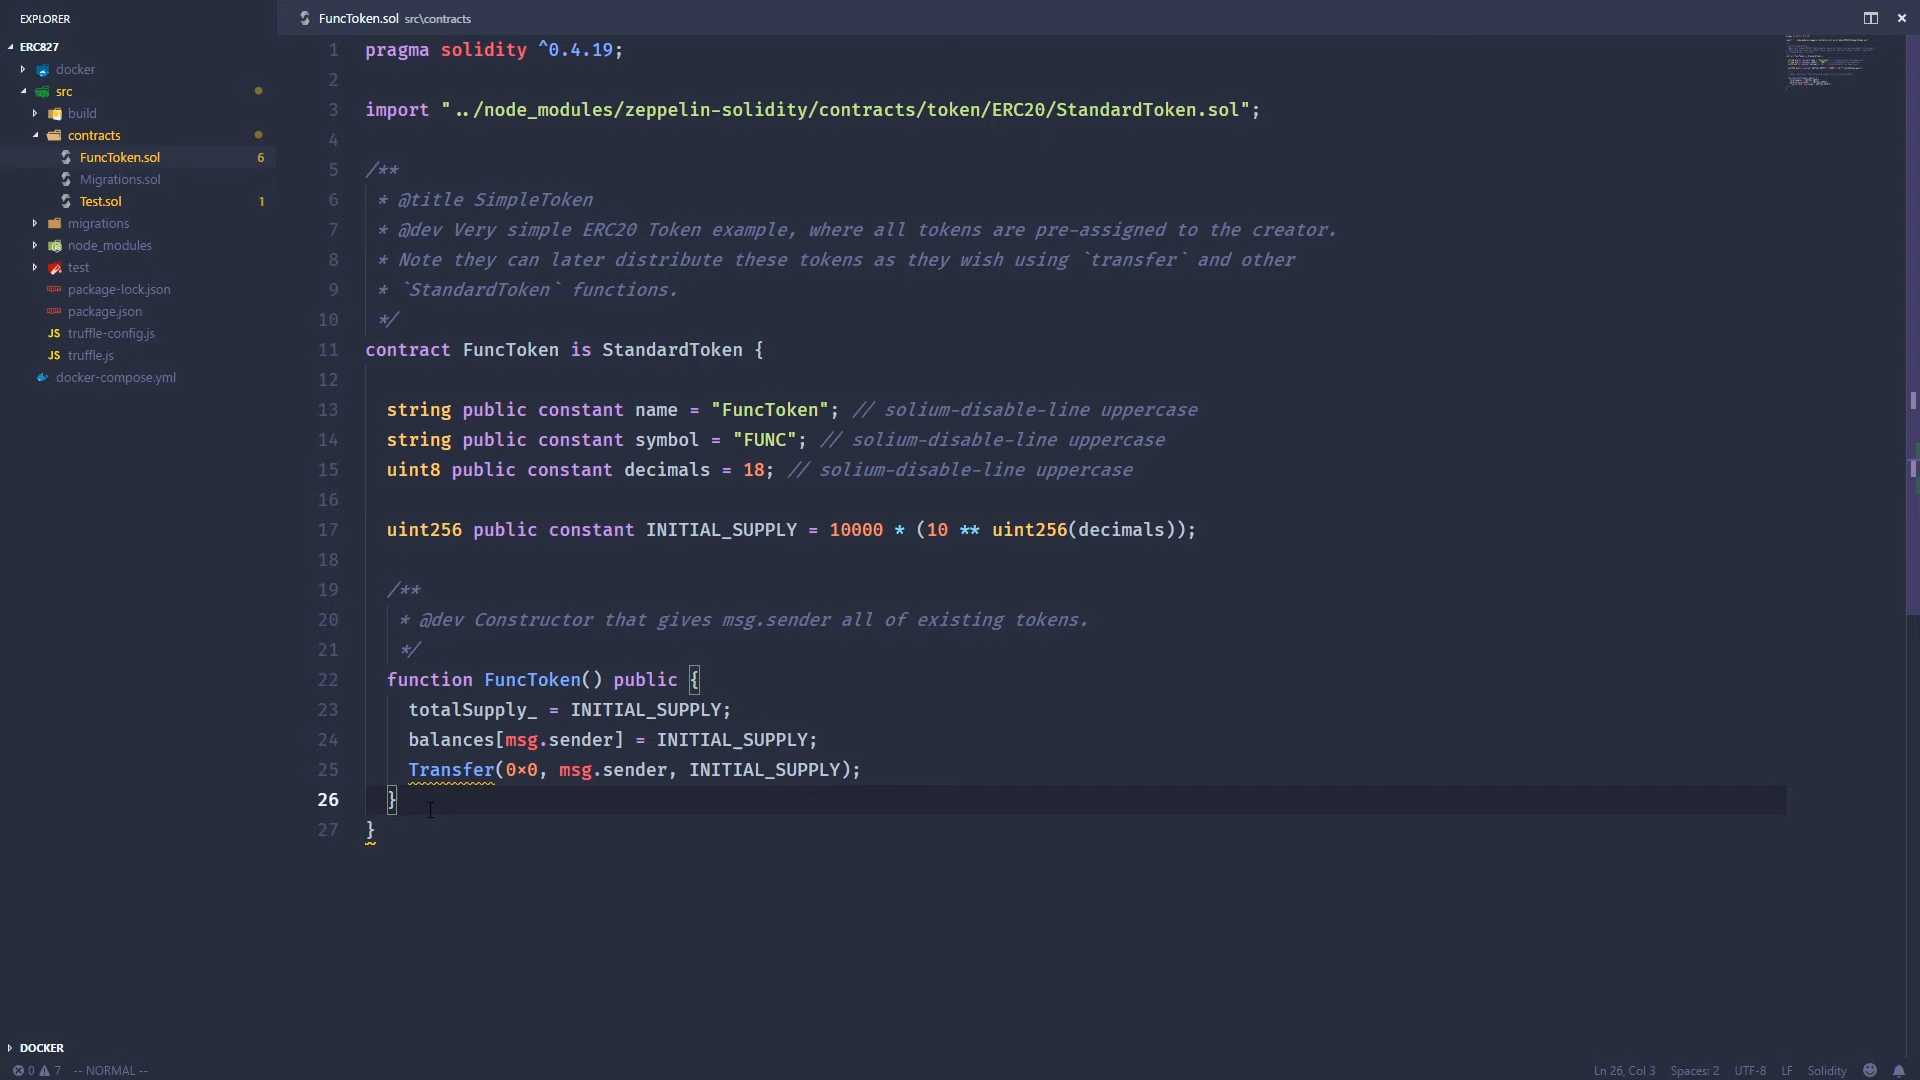 EXPLORER
ERC827
docker
src
build
contracts
FuncToken.sol 6
Migrations.sol
Test.sol 1
migrations
node_modules
test
package-lock.json
package.json
JS truffle-config.js
JS truffle.js
docker-compose.yml
DOCKER
FuncToken.sol src\contracts
1 pragma solidity ^0.4.19;
2
3 import "../node_modules/zeppelin-solidity/contracts/token/ERC20/StandardToken.sol";
4
5 /**
6 * @title SimpleToken
7 * @dev Very simple ERC20 Token example, where all tokens are pre-assigned to the creator.
8 * Note they can later distribute these tokens as they wish using `transfer` and other
9 * `StandardToken` functions.
10 */
11 contract FuncToken is StandardToken {
12
13 string public constant name = "FuncToken"; // solium-disable-line uppercase
14 string public constant symbol = "FUNC"; // solium-disable-line uppercase
15 uint8 public constant decimals = 18; // solium-disable-line uppercase
16
17 uint256 public constant INITIAL_SUPPLY = 10000 * (10 ** uint256(decimals));
18
19 /**
20 * @dev Constructor that gives msg.sender all of existing tokens.
21 */
22 function FuncToken() public {
23 totalSupply_ = INITIAL_SUPPLY;
24 balances[msg.sender] = INITIAL_SUPPLY;
25 Transfer(0×0, msg.sender, INITIAL_SUPPLY);
26 }
27 }
0 7 -- NORMAL -- Ln 26, Col 3 Spaces: 2 UTF-8 LF Solidity